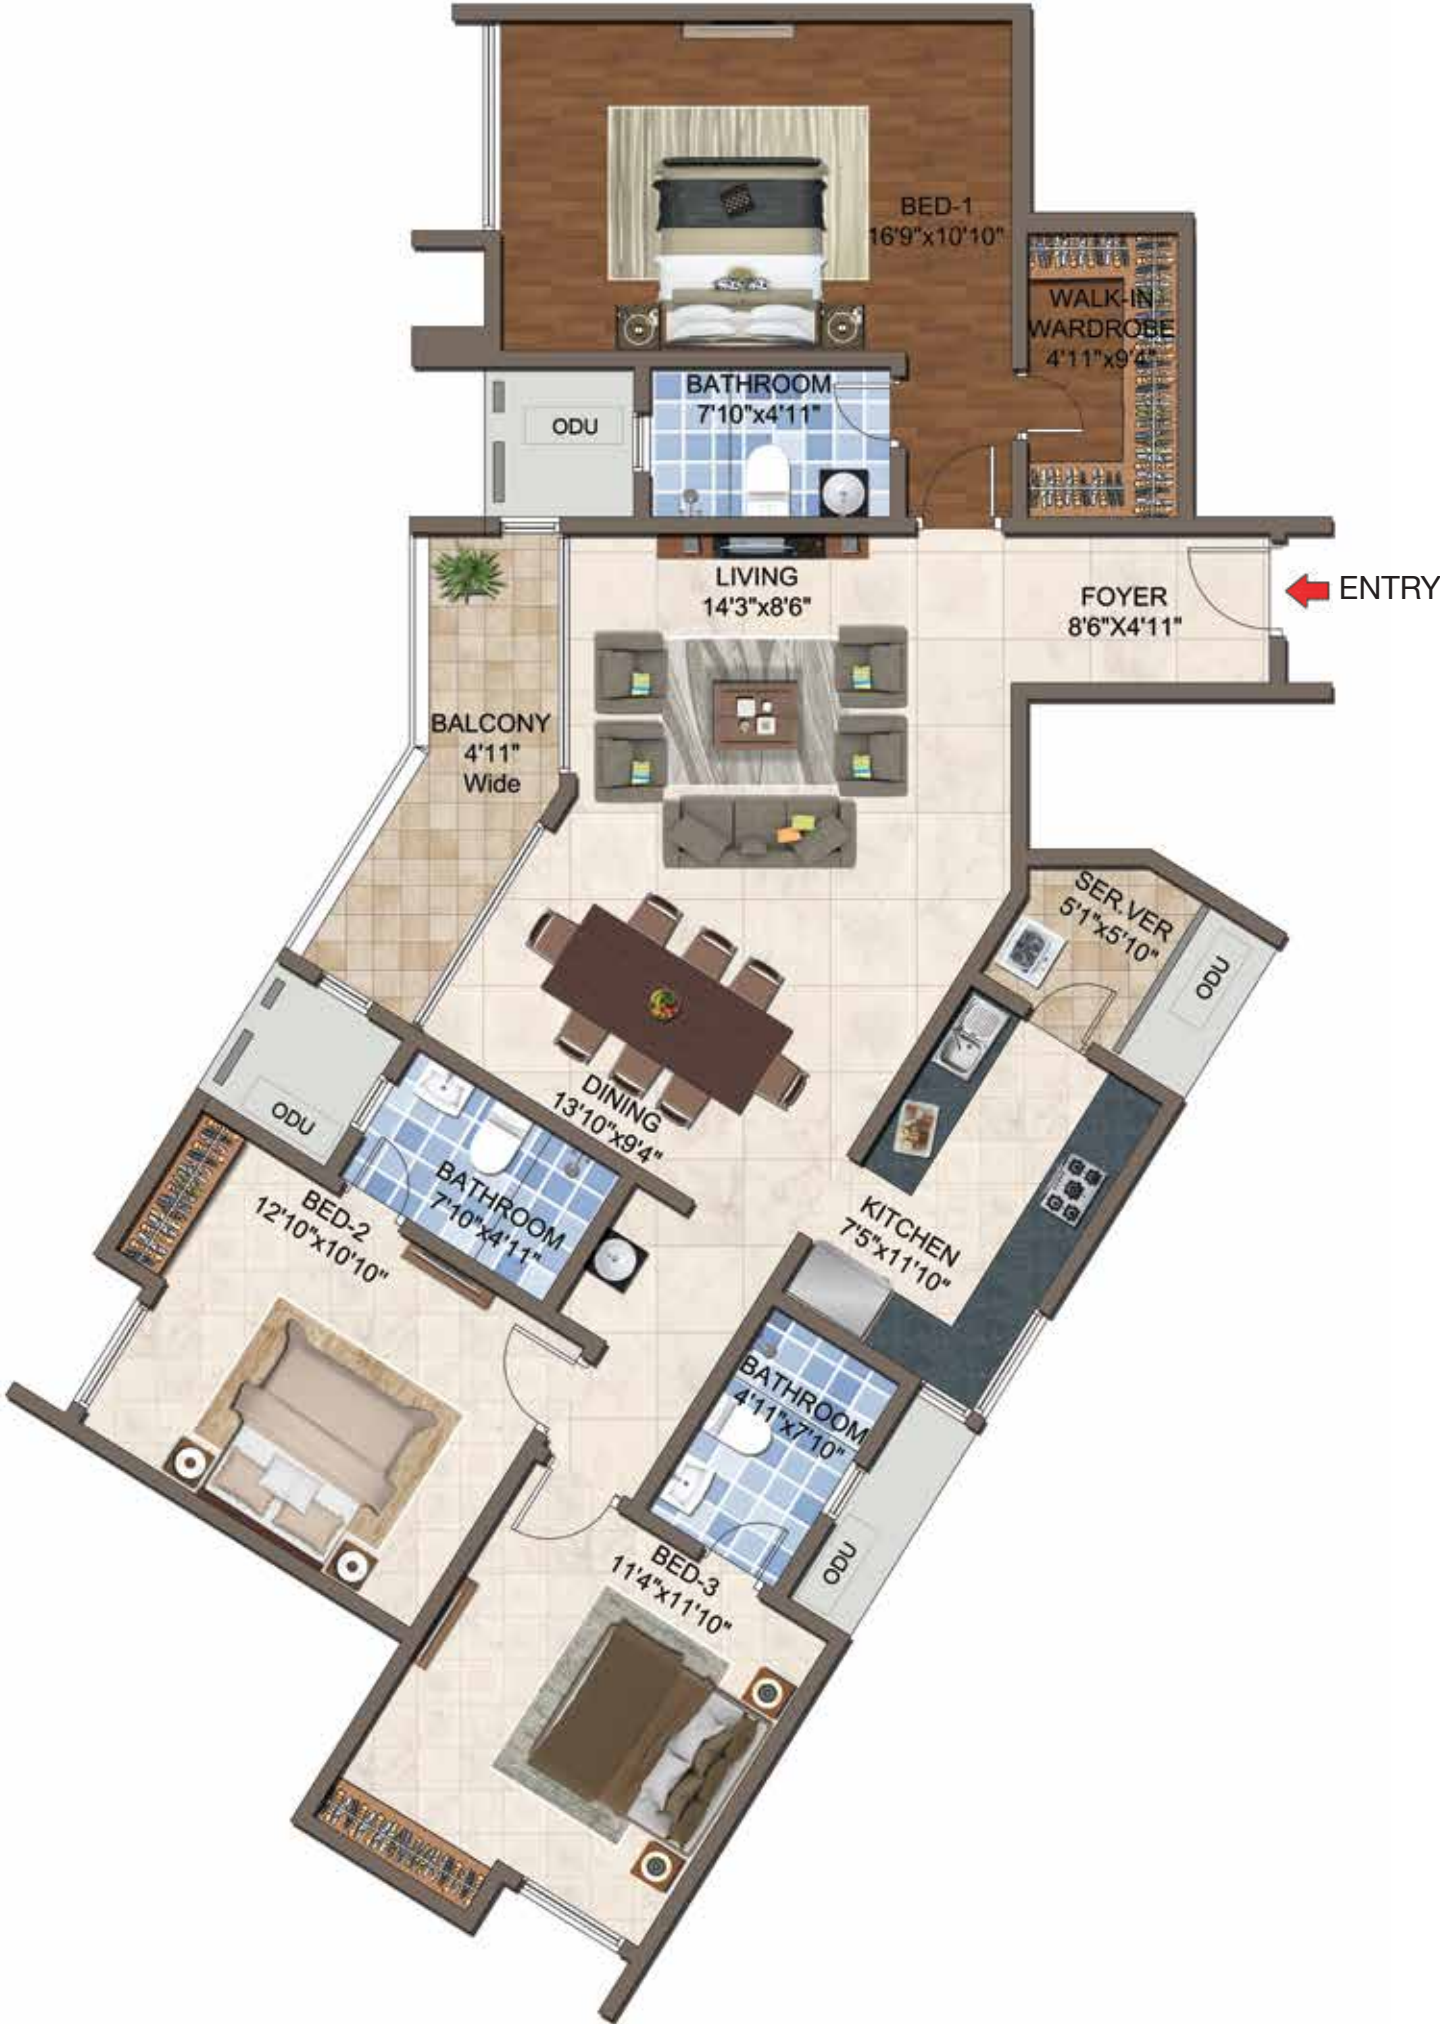 BED-1
16'9"x10'10"
WALK-IN
WARDROBE
4'11"x9'4"
BATHROOM
7'10"x4'11"
ODU
LIVING
14'3"x8'6"
FOYER
8'6"X4'11"
ENTRY
BALCONY
4'11"
Wide
SER.VER
5'1"x5'10"
ODU
DINING
13'10"x9'4"
ODU
BATHROOM
7'10"x4'11"
BED-2
12'10"x10'10"
KITCHEN
7'5"x11'10"
BATHROOM
4'11"x7'10"
ODU
BED-3
11'4"x11'10"